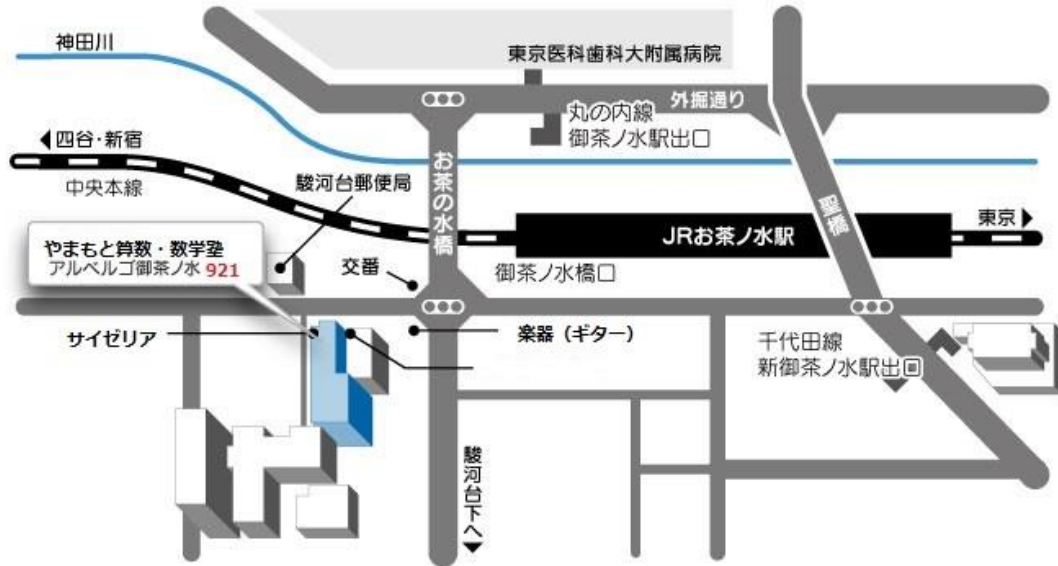 神田川
東京医科歯科大附属病院
外掘通り
丸の内線
御茶ノ水駅出口
四谷・新宿
中央本線
お茶の水橋
駿河台郵便局
聖橋
JRお茶ノ水駅
東京
やまもと算数・数学塾
アルベルゴ御茶ノ水 921
交番
御茶ノ水橋口
サイゼリア
楽器（ギター）
千代田線
新御茶ノ水駅出口
駿河台下へ